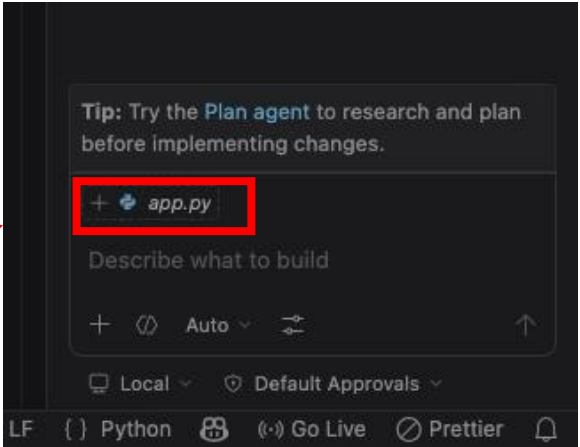 Tip: Try the Plan agent to research and plan
before implementing changes.
+ app.py
Describe what to build
+ Auto
Local Default Approvals
LF { } Python Go Live Prettier